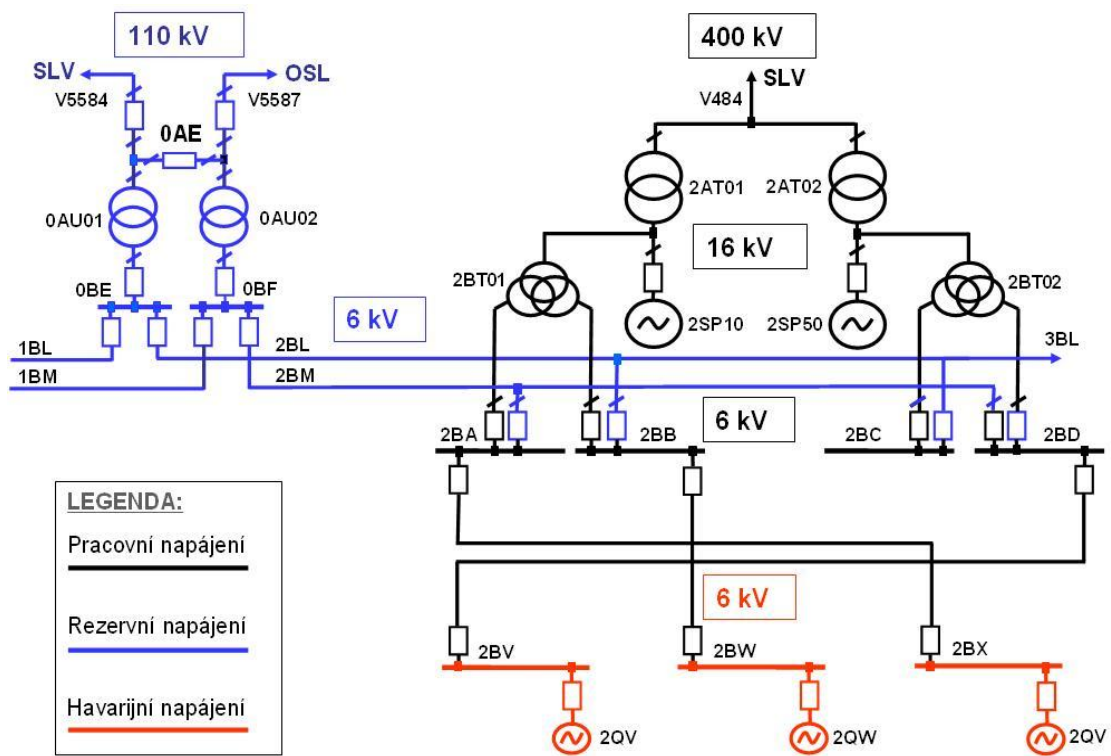 110 kV
400 kV
SLV
OSL
SLV
V5584
V5587
V484
0AE
2AT01
2AT02
0AU01
0AU02
16 kV
2BT01
2BT02
0BE
0BF
6 kV
2SP10
2SP50
1BL
2BL
3BL
1BM
2BM
6 kV
2BA
2BB
2BC
2BD
LEGENDA:
Pracovní napájení
Rezervní napájení
Havarijní napájení
6 kV
2BV
2BW
2BX
2QV
2QW
2QV